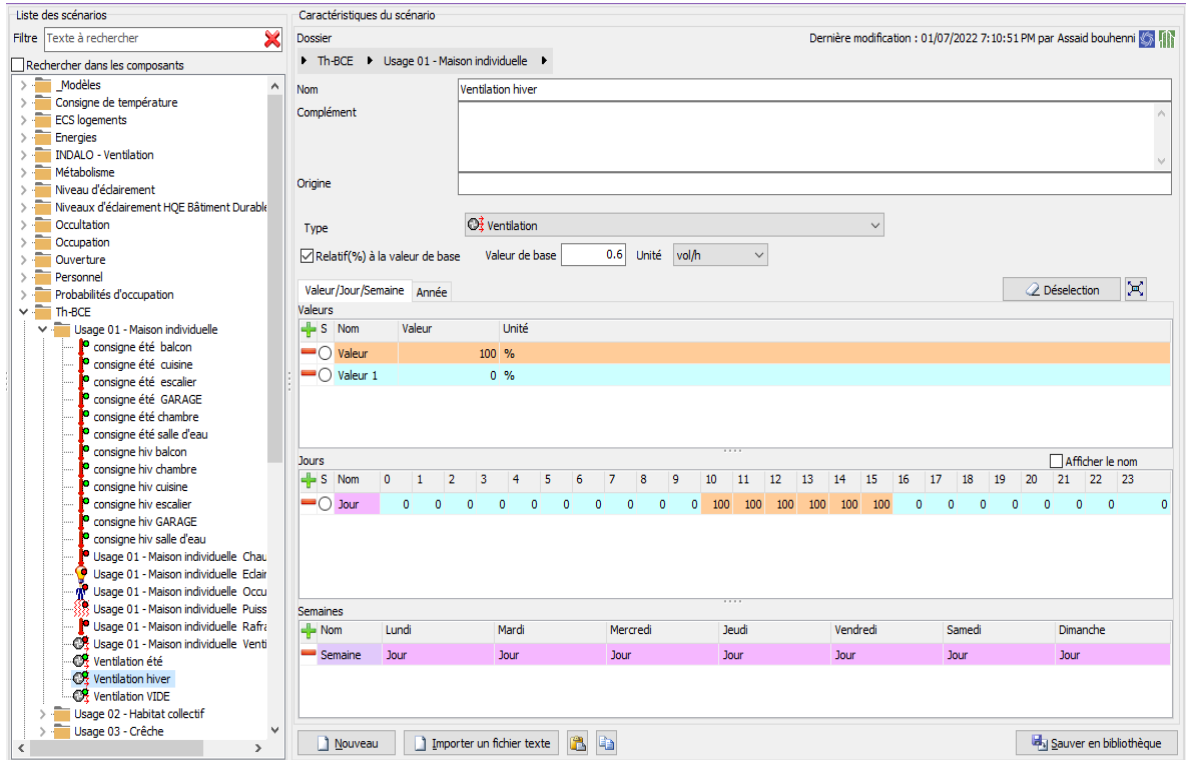 Liste des scénarios
Filtre Texte à rechercher
Rechercher dans les composants
_Modèles
Consigne de température
ECS logements
Energies
INDALO - Ventilation
Métabolisme
Niveau d'éclairement
Niveaux d'éclairement HQE Bâtiment Durable
Occultation
Occupation
Ouverture
Personnel
Probabilités d'occupation
Th-BCE
Usage 01 - Maison individuelle
consigne été balcon
consigne été cuisine
consigne été escalier
consigne été GARAGE
consigne été chambre
consigne été salle d'eau
consigne hiv balcon
consigne hiv chambre
consigne hiv cuisine
consigne hiv escalier
consigne hiv GARAGE
consigne hiv salle d'eau
Usage 01 - Maison individuelle Chau
Usage 01 - Maison individuelle Eclair
Usage 01 - Maison individuelle Occu
Usage 01 - Maison individuelle Puiss
Usage 01 - Maison individuelle Rafra
Usage 01 - Maison individuelle Venti
Ventilation été
Ventilation hiver
Ventilation VIDE
Usage 02 - Habitat collectif
Usage 03 - Crêche
Caractéristiques du scénario
Dossier Dernière modification : 01/07/2022 7:10:51 PM par Assaid bouhenni
Th-BCE Usage 01 - Maison individuelle
Nom Ventilation hiver
Complément
Origine
Type Ventilation
Relatif(%) à la valeur de base Valeur de base 0.6 Unité vol/h
Valeur/Jour/Semaine Année Déselection
Valeurs
S Nom Valeur Unité
Valeur 100 %
Valeur 1 0 %
Jours Afficher le nom
S Nom 0 1 2 3 4 5 6 7 8 9 10 11 12 13 14 15 16 17 18 19 20 21 22 23
Jour 0 0 0 0 0 0 0 0 0 0 100 100 100 100 100 100 0 0 0 0 0 0 0 0
Semaines
Nom Lundi Mardi Mercredi Jeudi Vendredi Samedi Dimanche
Semaine Jour Jour Jour Jour Jour Jour Jour
Nouveau Importer un fichier texte Sauver en bibliothèque